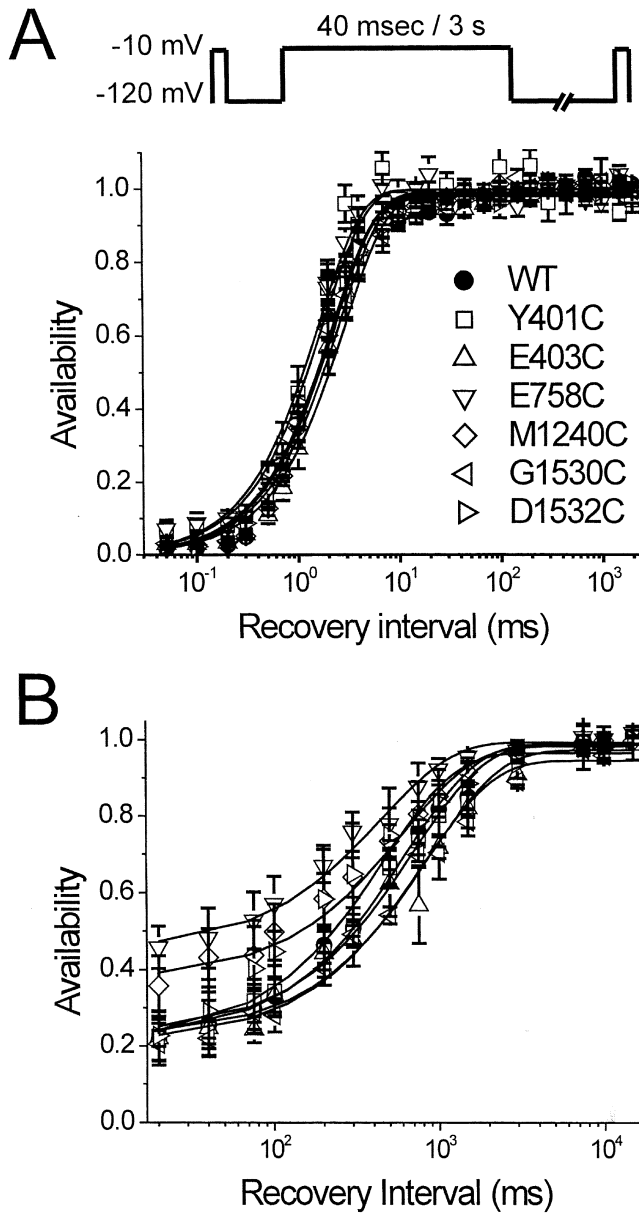 A
40 msec / 3 s
-10 mV
-120 mV
1.0
0.8
0.6
0.4
0.2
0.0
Availability
WT
Y401C
E403C
E758C
M1240C
G1530C
D1532C
10⁻¹ 10⁰ 10¹ 10² 10³
Recovery interval (ms)
B
1.0
0.8
0.6
0.4
0.2
0.0
Availability
10² 10³ 10⁴
Recovery Interval (ms)